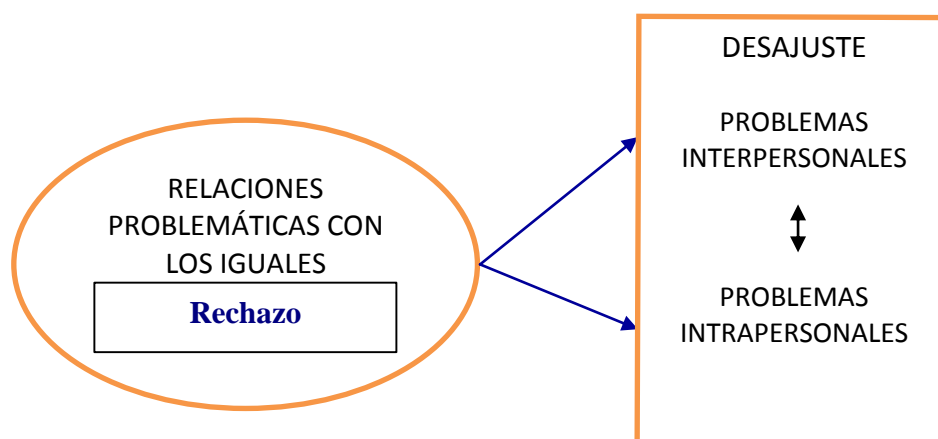 RELACIONES
PROBLEMÁTICAS CON
LOS IGUALES
Rechazo
DESAJUSTE
PROBLEMAS
INTERPERSONALES
PROBLEMAS
INTRAPERSONALES